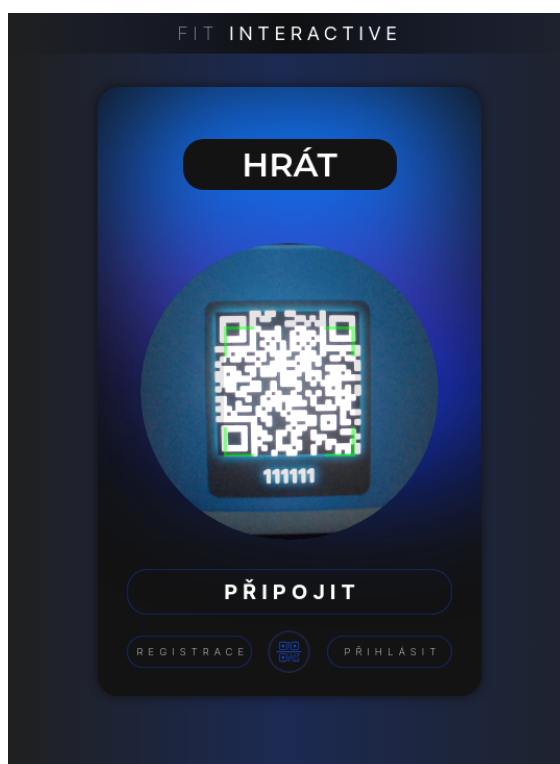 FIT INTERACTIVE
HRÁT
111111
PŘIPOJIT
REGISTRACE
PŘIHLÁSIT